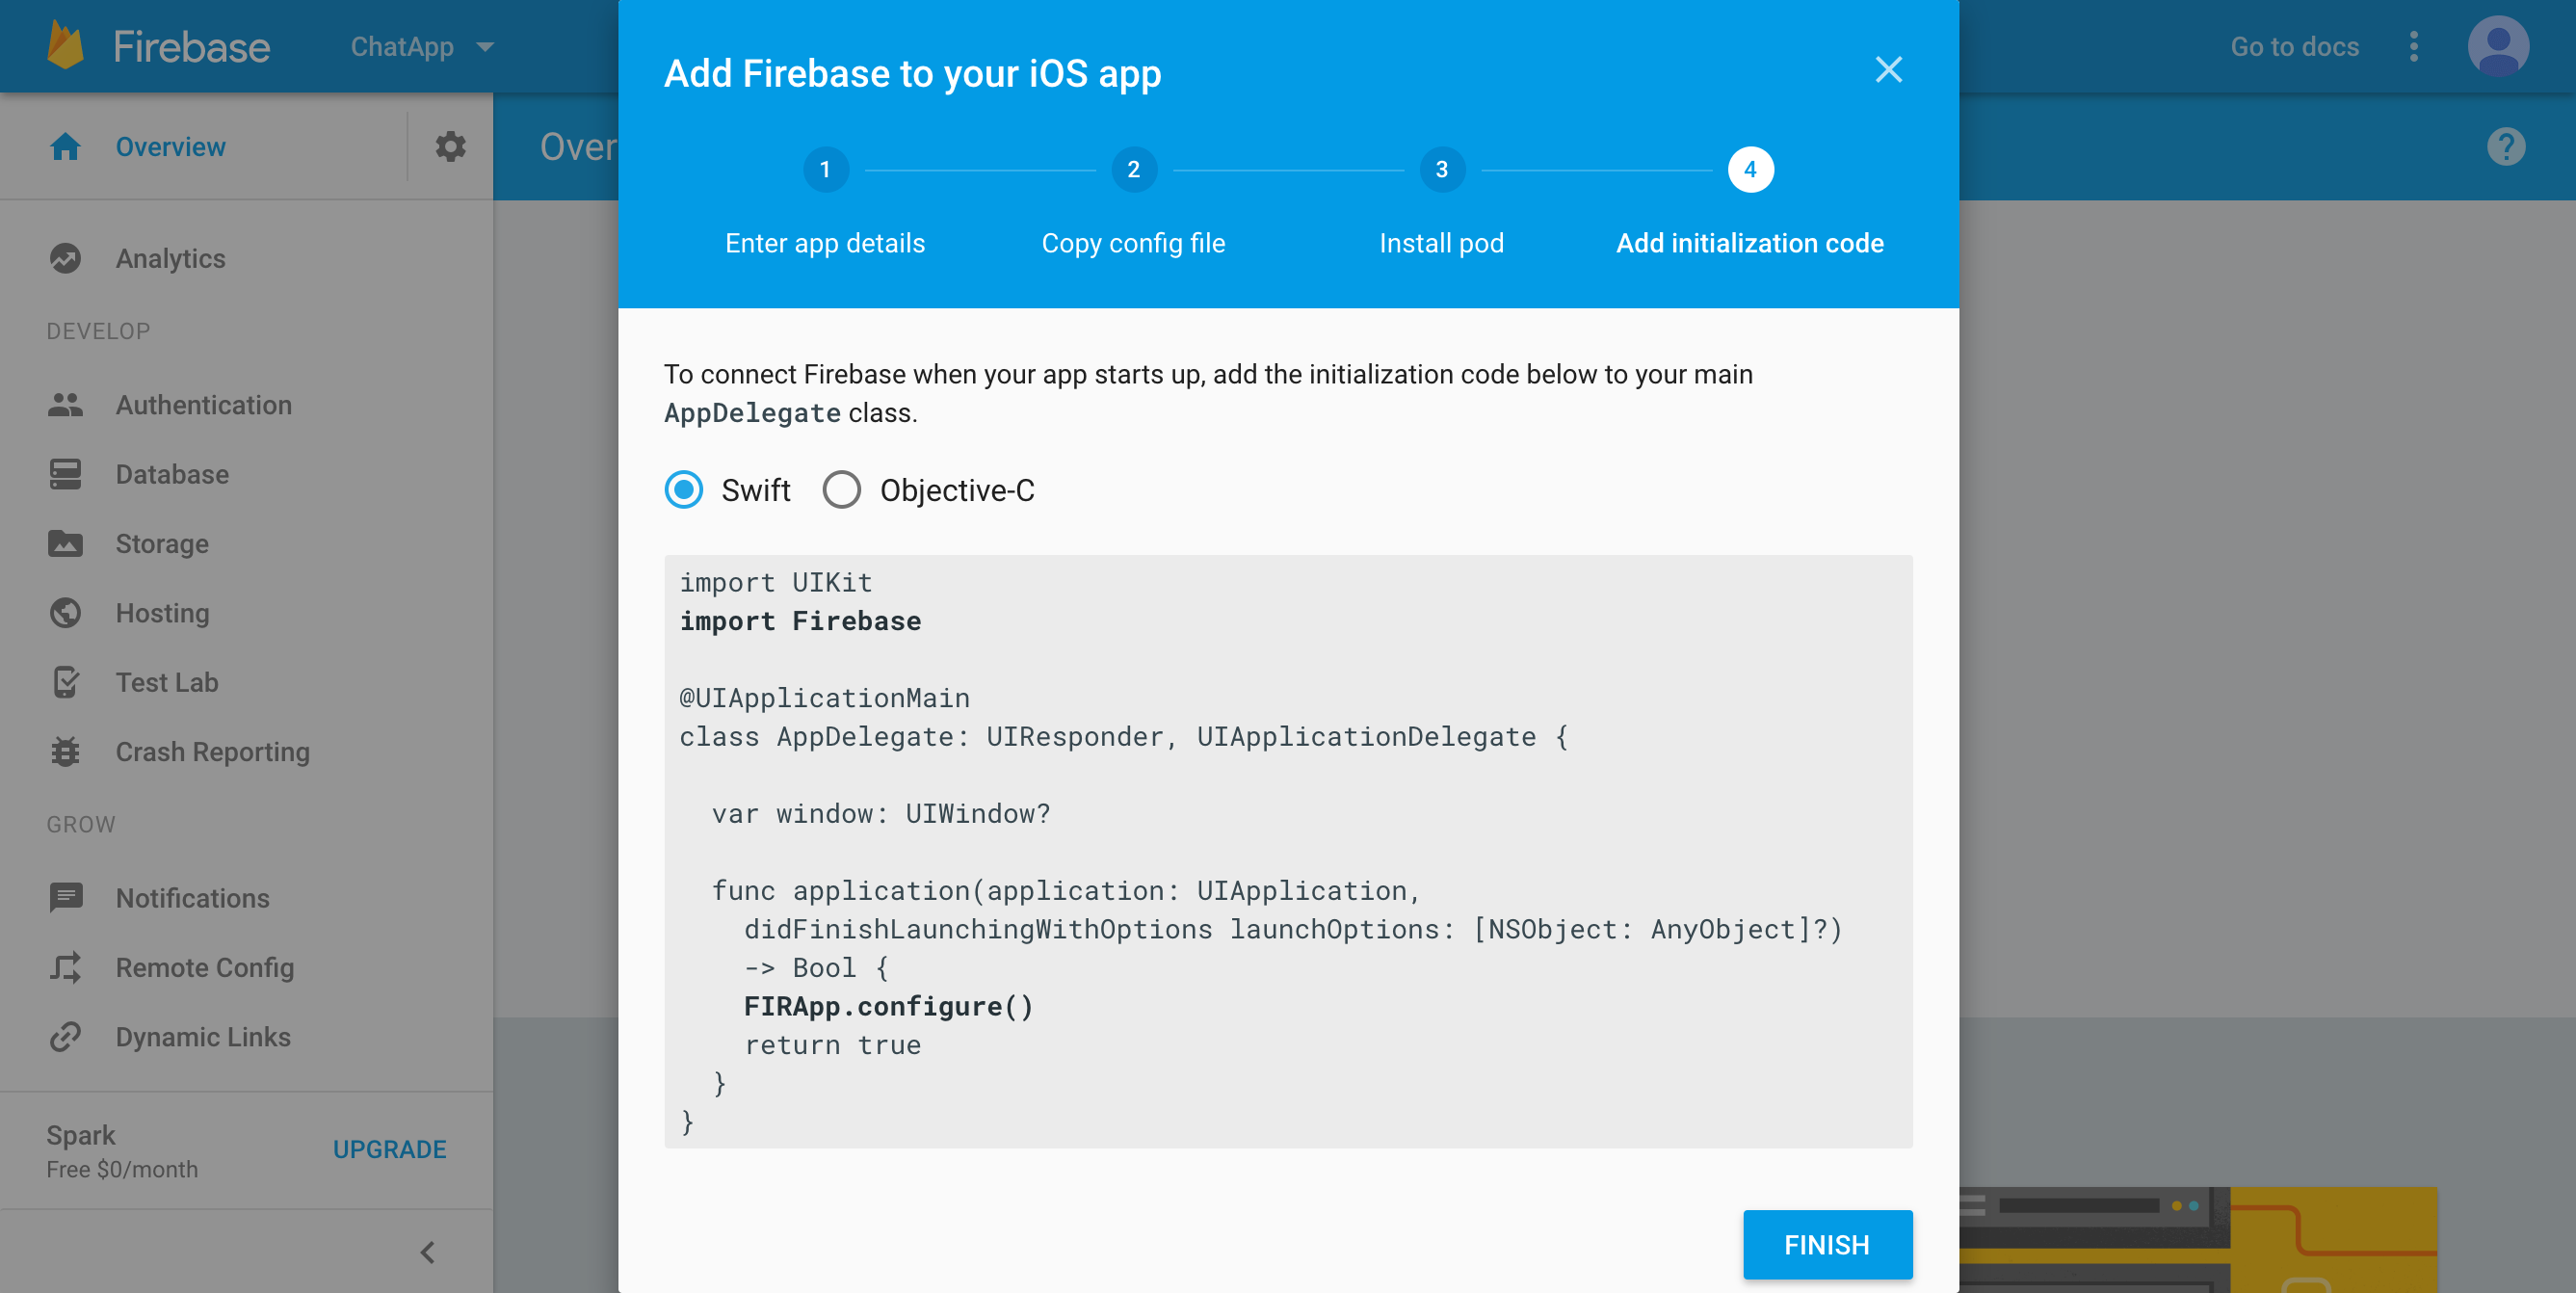 Firebase
ChatApp
Go to docs
Overview
Over
Analytics
DEVELOP
Authentication
Database
Storage
Hosting
Test Lab
Crash Reporting
GROW
Notifications
Remote Config
Dynamic Links
Spark
Free $0/month
UPGRADE
Add Firebase to your iOS app
1
2
3
4
Enter app details
Copy config file
Install pod
Add initialization code
To connect Firebase when your app starts up, add the initialization code below to your main
AppDelegate class.
Swift
Objective-C
import UIKit
import Firebase
@UIApplicationMain
class AppDelegate: UIResponder, UIApplicationDelegate {
  var window: UIWindow?
  func application(application: UIApplication,
    didFinishLaunchingWithOptions launchOptions: [NSObject: AnyObject]?)
    -> Bool {
    FIRApp.configure()
    return true
  }
}
FINISH